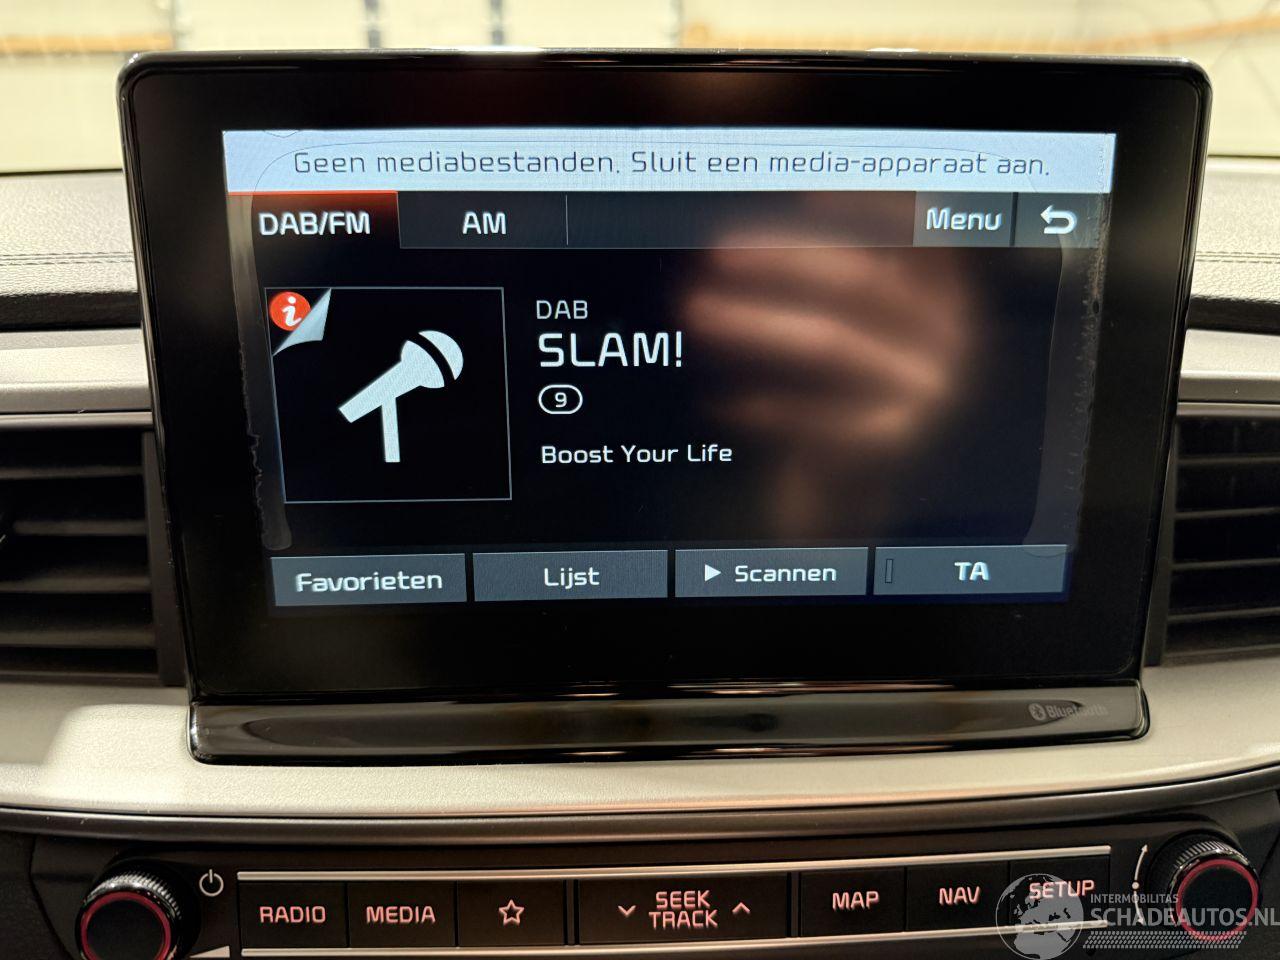 Geen mediabestanden. Sluit een media-apparaat aan.
DAB/FM AM Menu
DAB
SLAM!
9
Boost Your Life
Favorieten Lijst Scannen TA
Bluetooth
RADIO MEDIA SEEK TRACK MAP NAV SETUP
INTERMOBILITAS
SCHADEAUTOS.NL